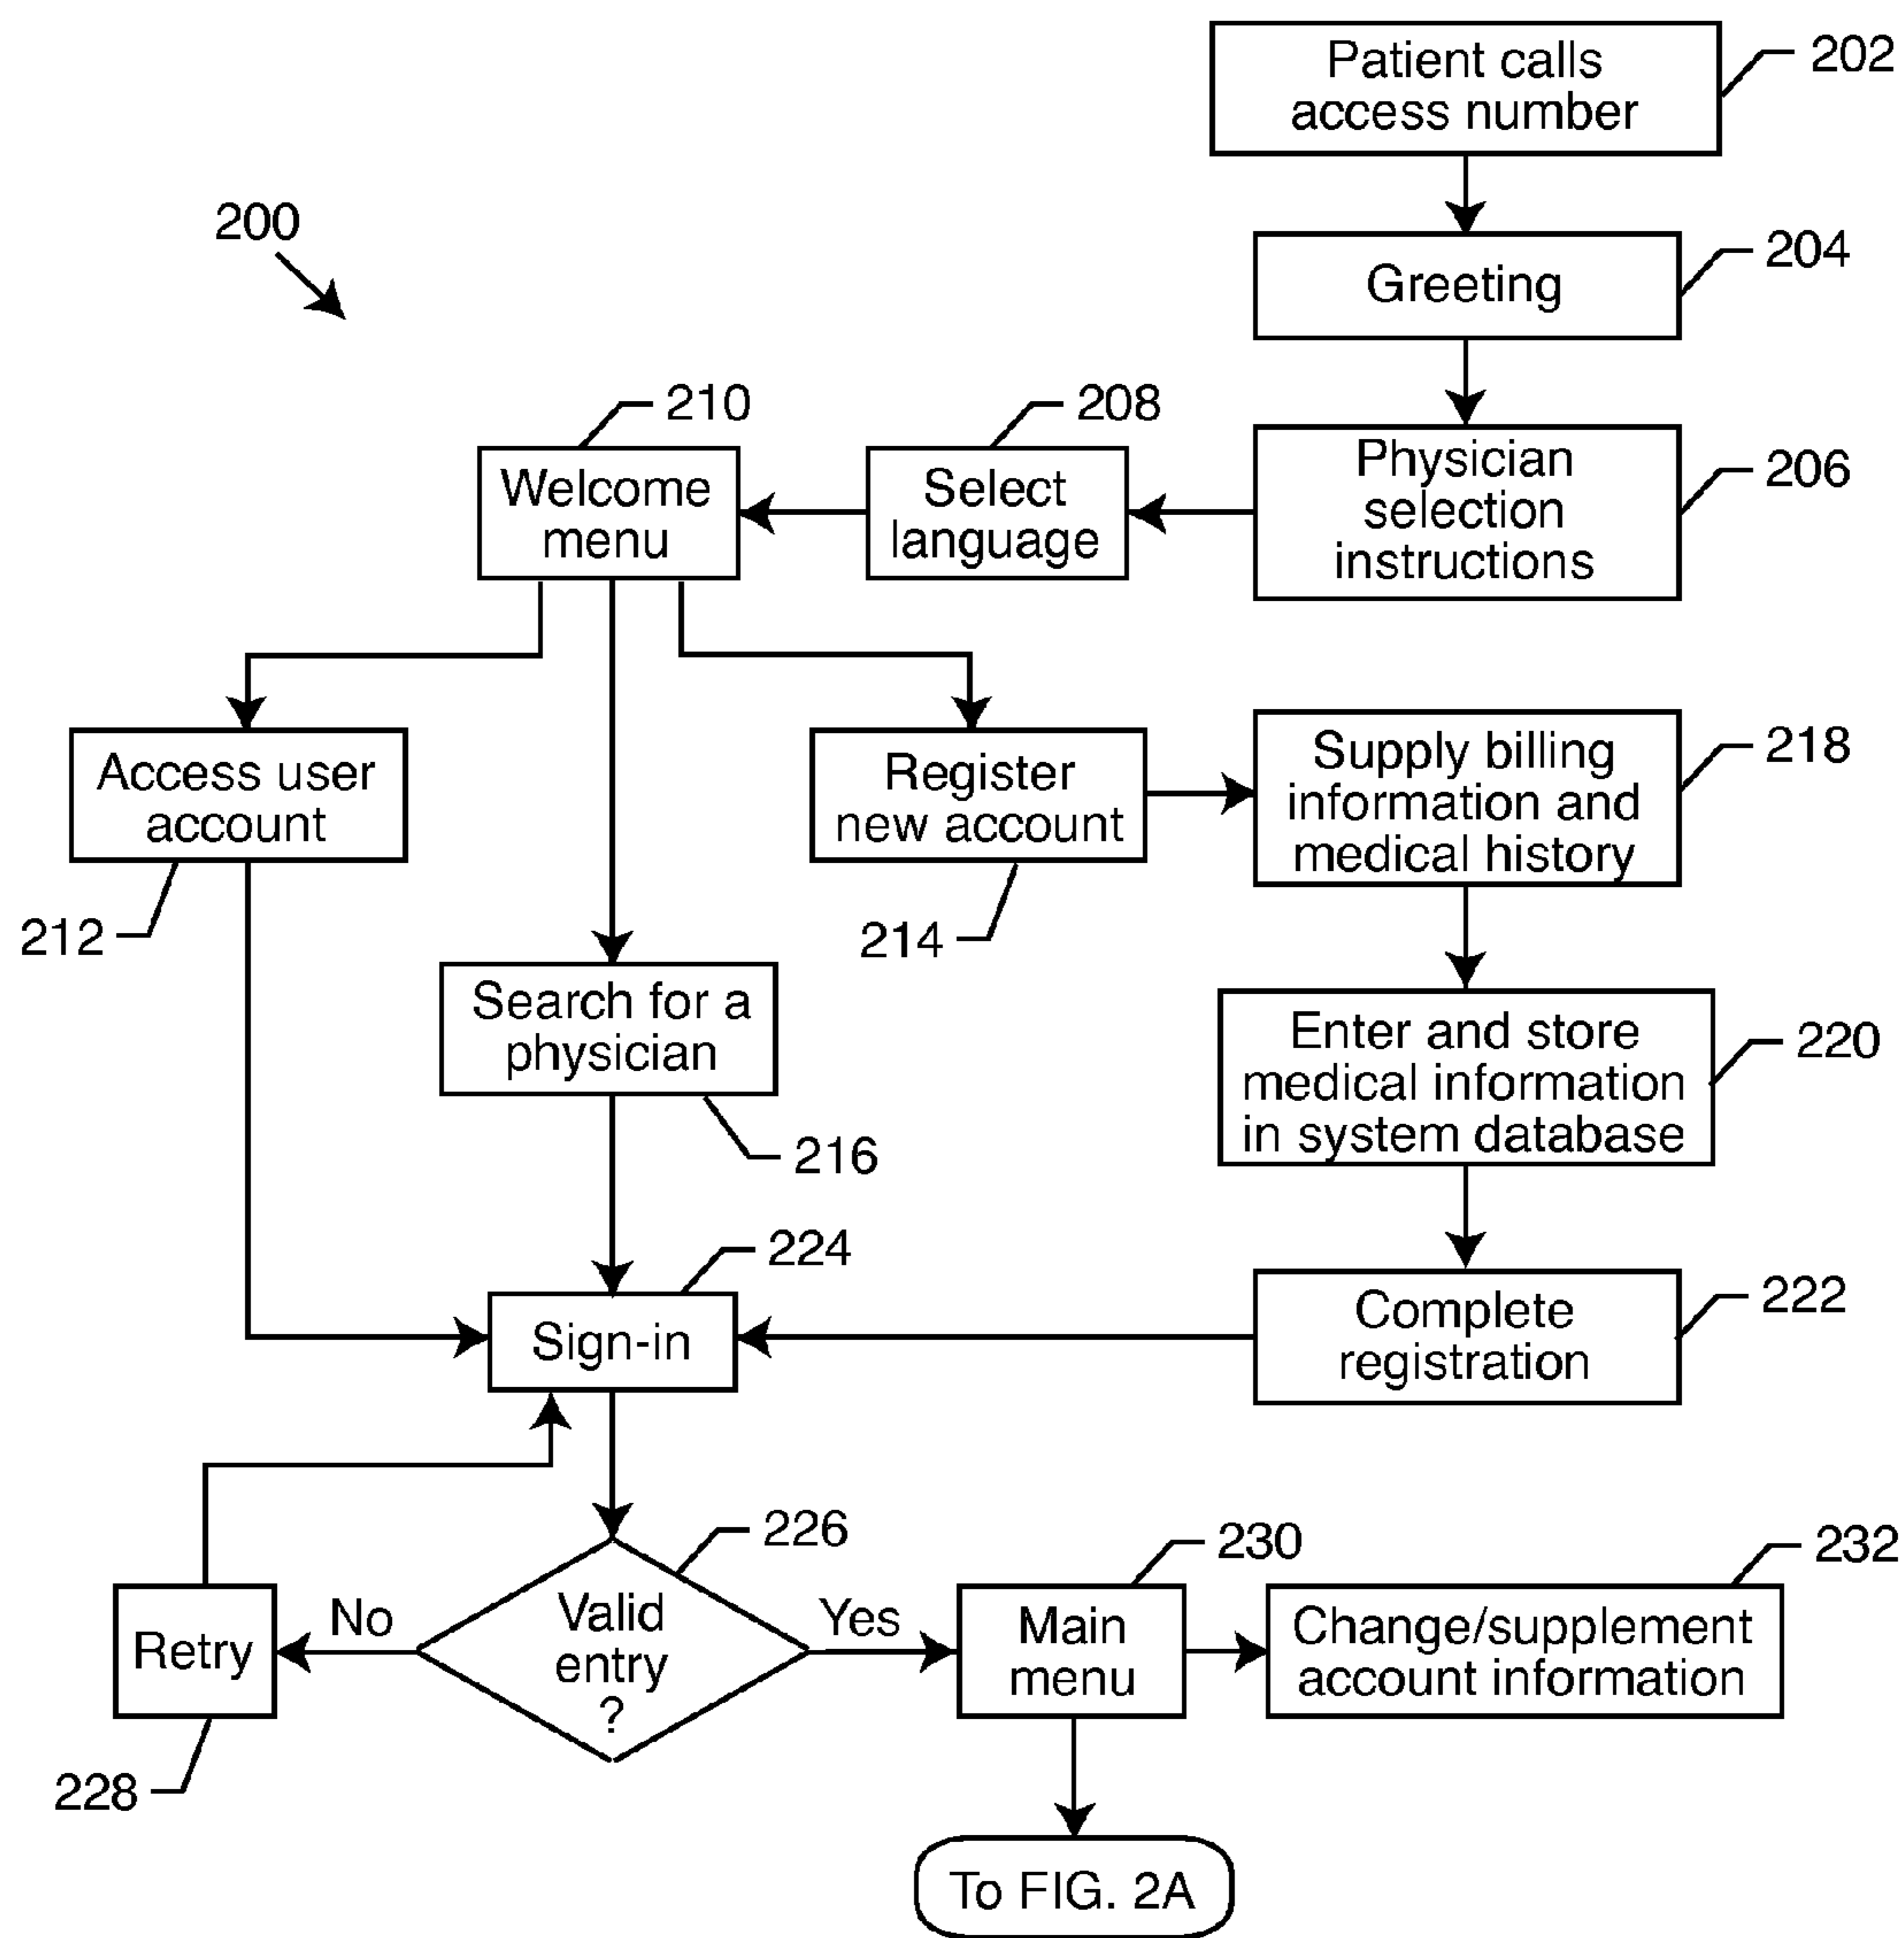 Patient calls
access number
202
200
Greeting
204
Physician
selection
instructions
206
Select
language
208
Welcome
menu
210
Access user
account
212
Register
new account
214
Supply billing
information and
medical history
218
Search for a
physician
216
Enter and store
medical information
in system database
220
Complete
registration
222
Sign-in
224
Valid
entry
?
226
No
Retry
228
Yes
Main
menu
230
Change/supplement
account information
232
To FIG. 2A